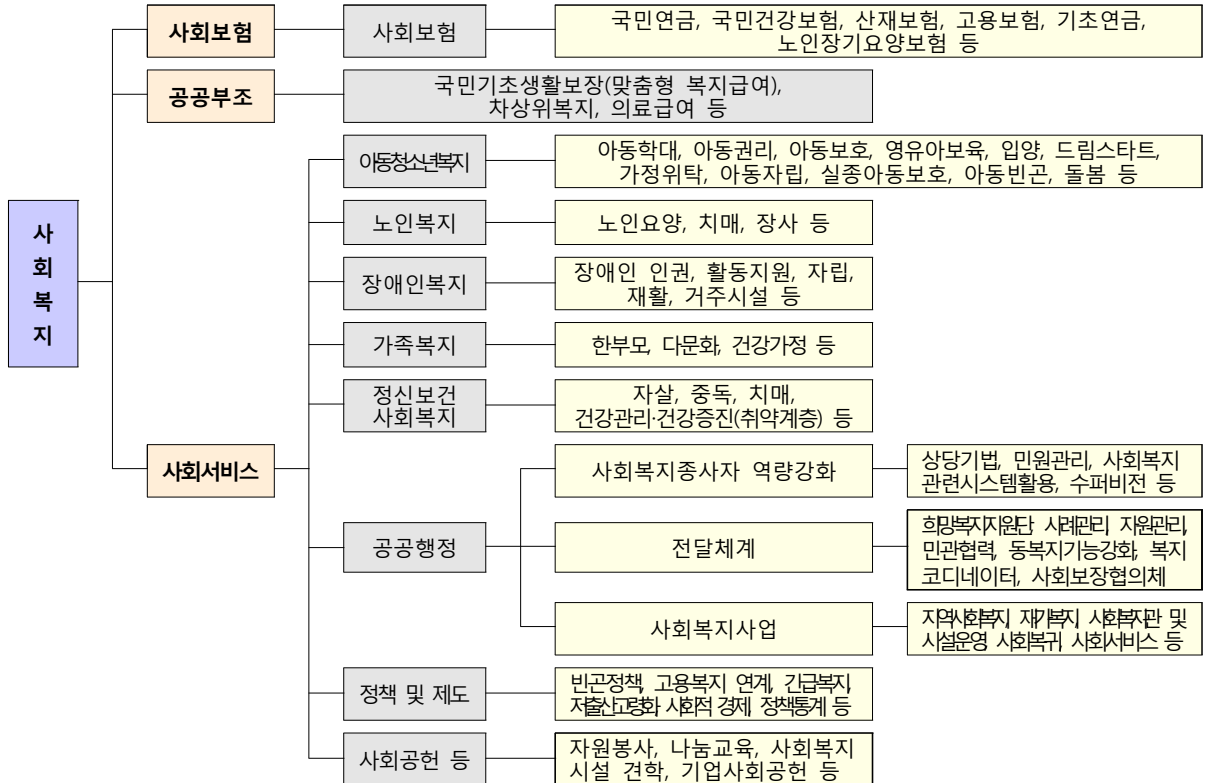 사회보험
사회보험
국민연금, 국민건강보험, 산재보험, 고용보험, 기초연금,
노인장기요양보험 등
공공부조
국민기초생활보장(맞춤형 복지급여),
차상위복지, 의료급여 등
아동청소년복지
아동학대, 아동권리, 아동보호, 영유아보육, 입양, 드림스타트,
가정위탁, 아동자립, 실종아동보호, 아동빈곤, 돌봄 등
사
회
복
지
노인복지
노인요양, 치매, 장사 등
장애인복지
장애인 인권, 활동지원, 자립,
재활, 거주시설 등
가족복지
한부모, 다문화, 건강가정 등
정신보건
사회복지
자살, 중독, 치매,
건강관리·건강증진(취약계층) 등
사회서비스
사회복지종사자 역량강화
상당기법, 민원관리, 사회복지
관련시스템활용, 수퍼비전 등
공공행정
전달체계
희망복지지원단, 사례관리, 자원관리,
민관협력, 동복지기능강화, 복지
코디네이터, 사회보장협의체
사회복지사업
지역사회복지, 재가복지, 사회복지관 및
시설운영, 사회복귀, 사회서비스 등
정책 및 제도
빈곤정책, 고용복지 연계, 긴급복지,
저출산고령화, 사회적 경제, 정책통계 등
사회공헌 등
자원봉사, 나눔교육, 사회복지
시설 견학, 기업사회공헌 등